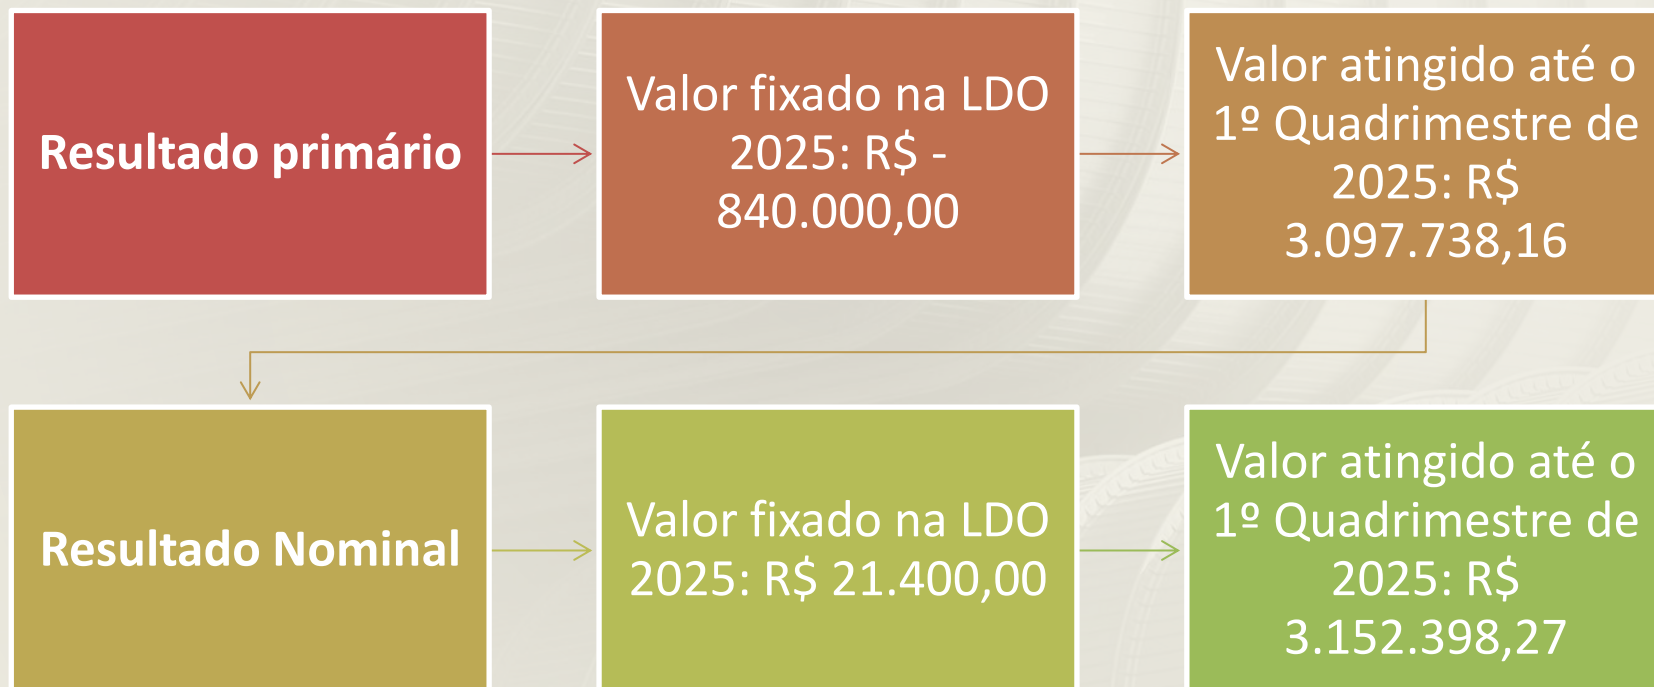 Resultado primário
Valor fixado na LDO
2025: R$ -
840.000,00
Valor atingido até o
1º Quadrimestre de
2025: R$
3.097.738,16
Resultado Nominal
Valor fixado na LDO
2025: R$ 21.400,00
Valor atingido até o
1º Quadrimestre de
2025: R$
3.152.398,27